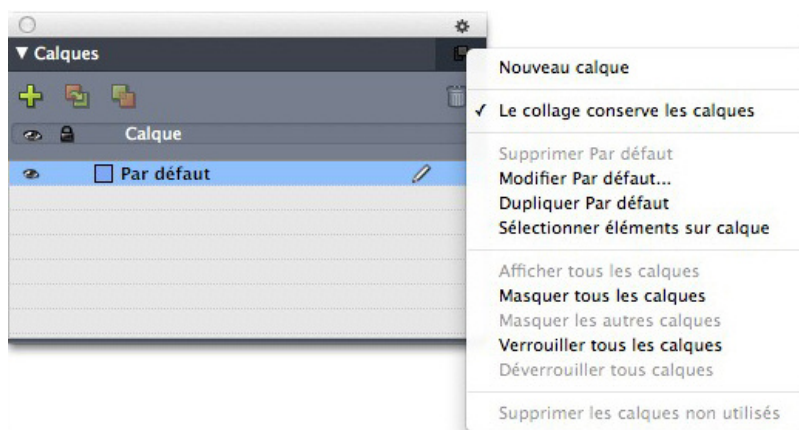 Calques
Calque
Par défaut
Nouveau calque
✓ Le collage conserve les calques
Supprimer Par défaut
Modifier Par défaut...
Dupliquer Par défaut
Sélectionner éléments sur calque
Afficher tous les calques
Masquer tous les calques
Masquer les autres calques
Verrouiller tous les calques
Déverrouiller tous calques
Supprimer les calques non utilisés